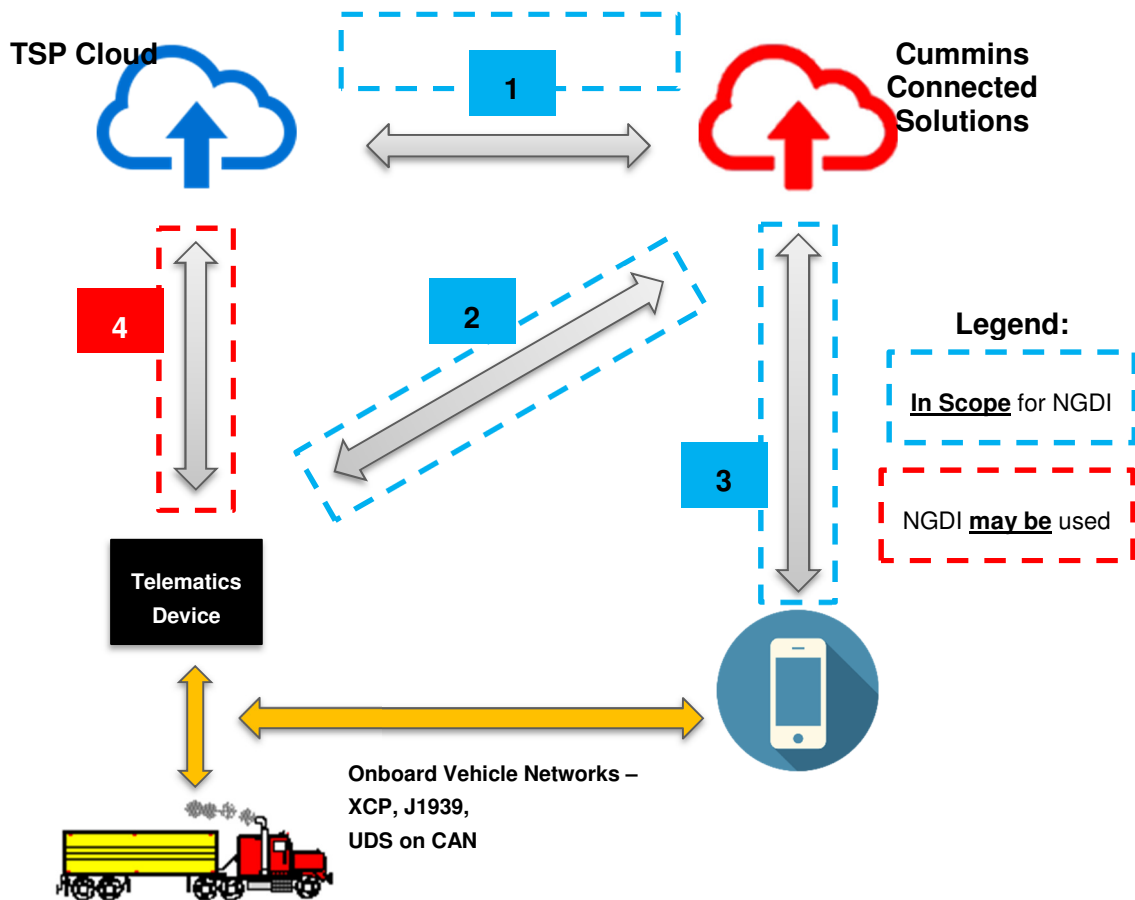 TSP Cloud
1
Cummins
Connected
Solutions
4
2
3
Legend:
In Scope for NGDI
NGDI may be used
Telematics
Device
Onboard Vehicle Networks –
XCP, J1939,
UDS on CAN